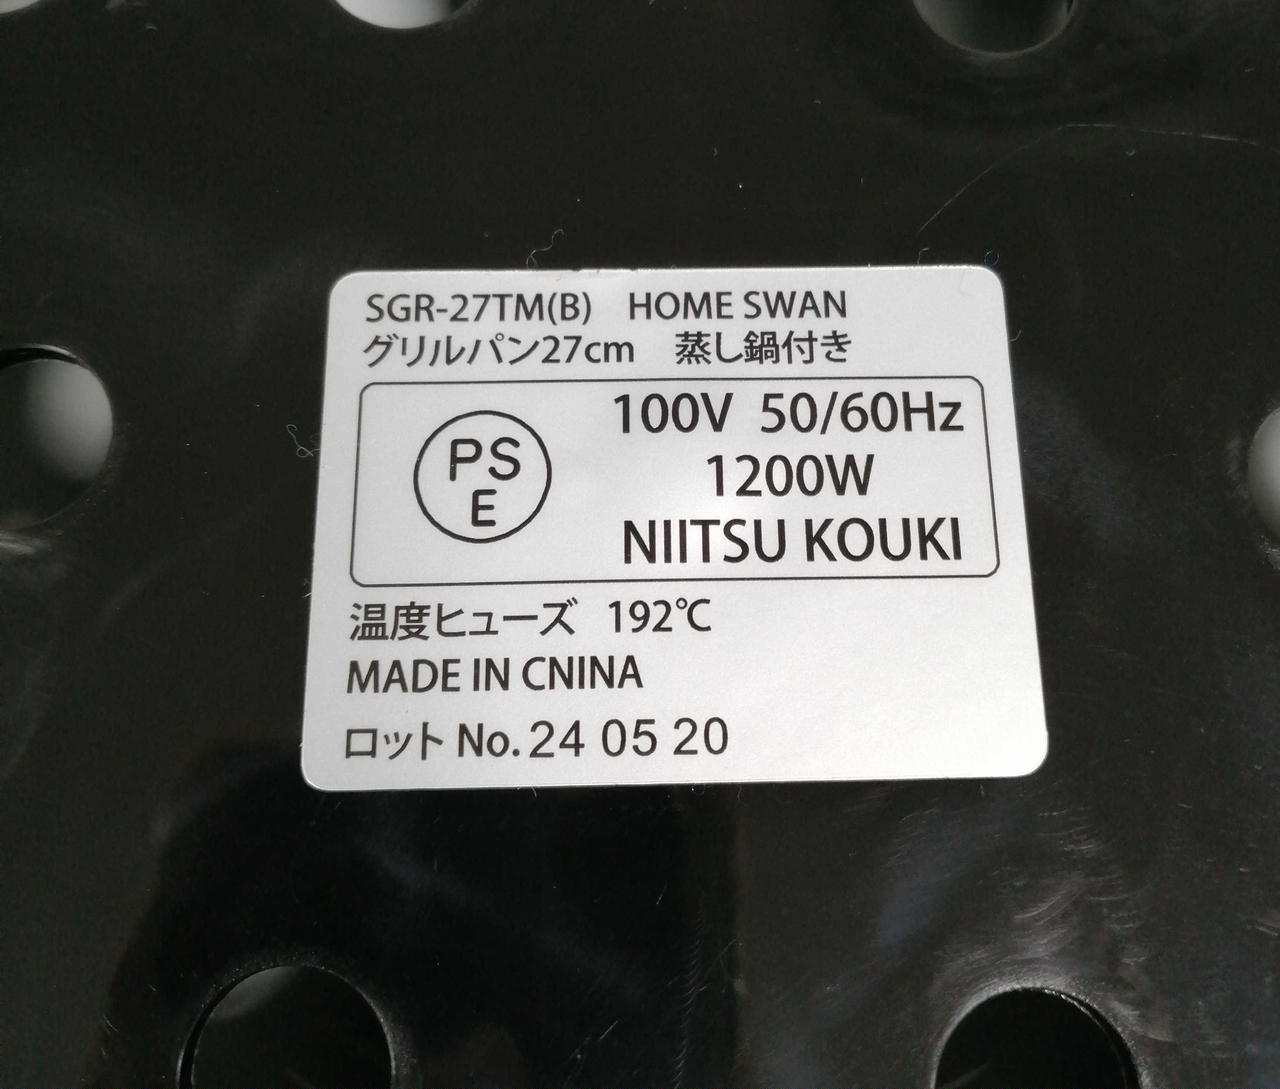 SGR-27TM(B) HOME SWAN
グリルパン27cm 蒸し鍋付き
PS
E
100V 50/60Hz
1200W
NIITSU KOUKI
温度ヒューズ 192℃
MADE IN CNINA
ロット No. 24 05 20